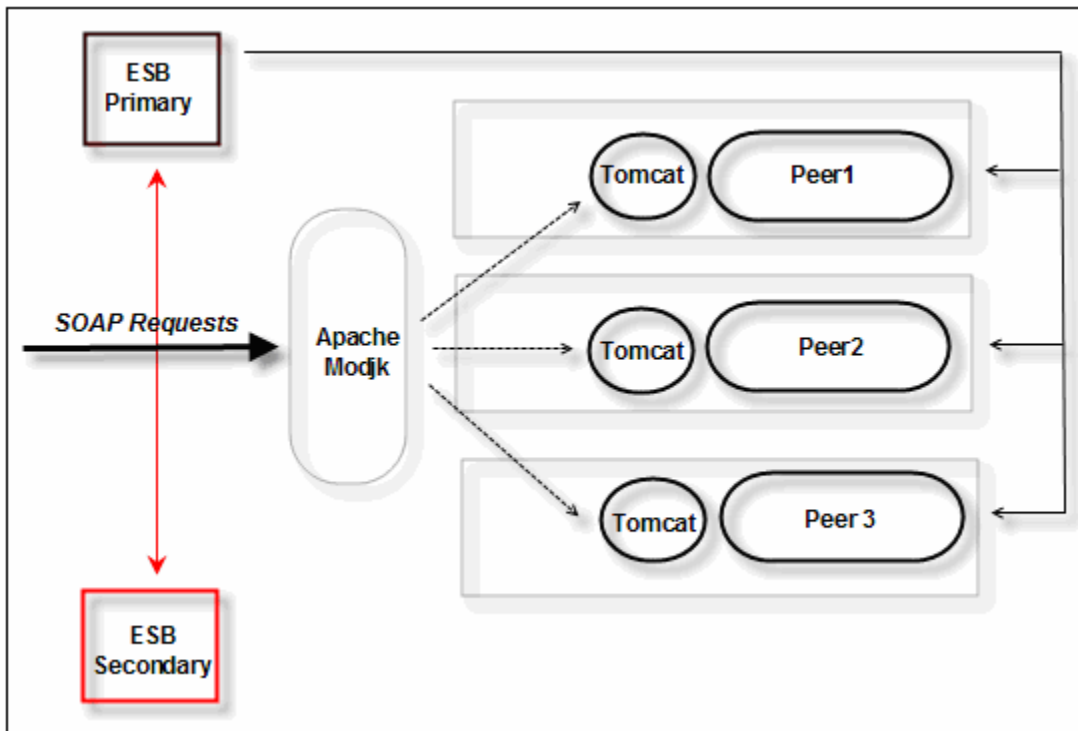 ESB
Primary
Tomcat
Peer1
SOAP Requests
Apache
Modjk
Tomcat
Peer2
Tomcat
Peer 3
ESB
Secondary